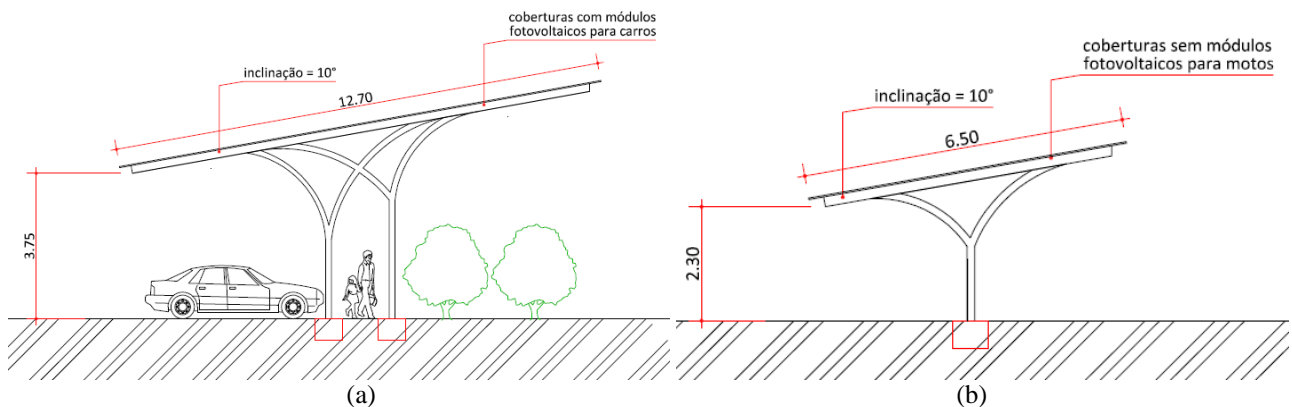 coberturas com módulos
fotovoltaicos para carros
inclinação = 10°
12.70
3.75
(a)
coberturas sem módulos
fotovoltaicos para motos
inclinação = 10°
6.50
2.30
(b)